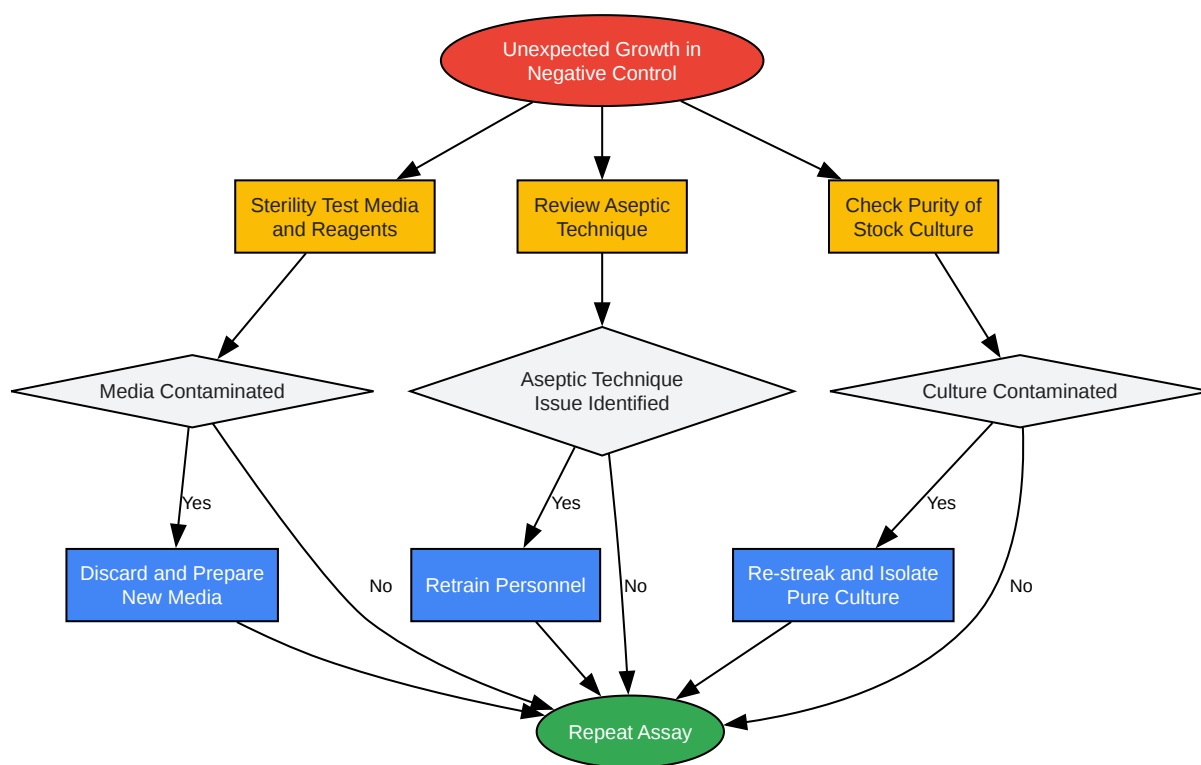 Unexpected Growth in
Negative Control
Sterility Test Media
and Reagents
Review Aseptic
Technique
Check Purity of
Stock Culture
Media Contaminated
Aseptic Technique
Issue Identified
Culture Contaminated
Yes
Yes
Yes
Discard and Prepare
New Media
No
Retrain Personnel
No
Re-streak and Isolate
Pure Culture
No
Repeat Assay